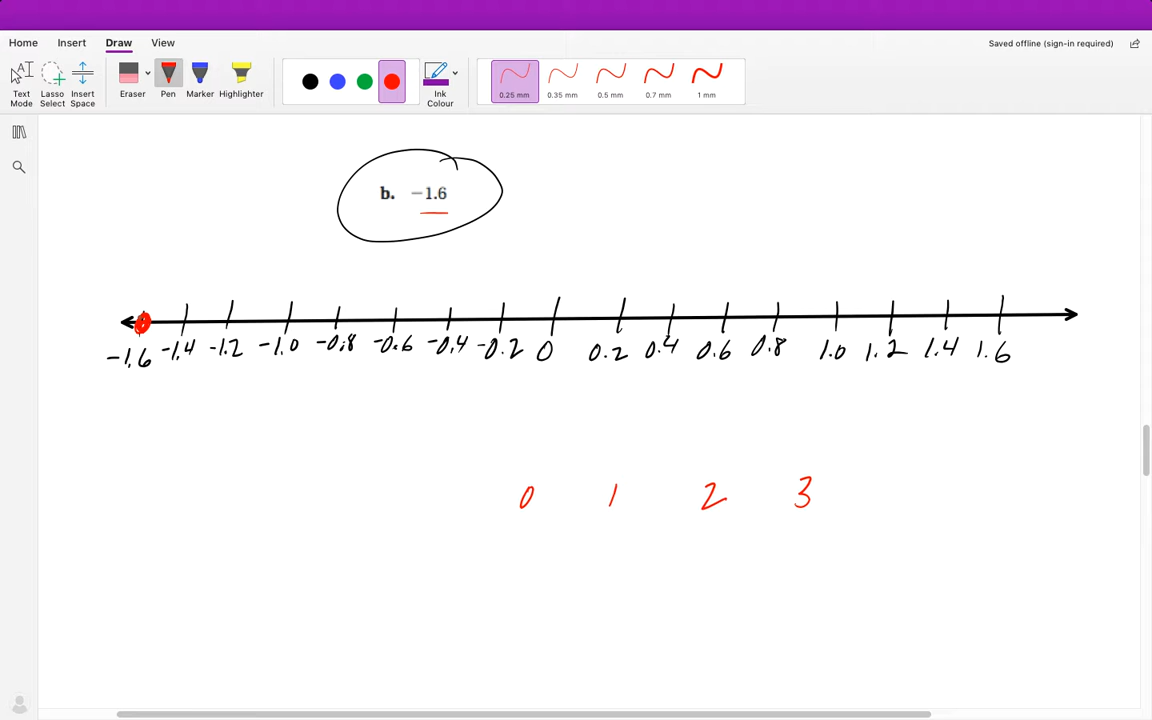 Home Insert Draw View Saved offline (sign-in required)
Text Mode Lasso Select Insert Space Eraser Pen Marker Highlighter Ink Colour 0.25 mm 0.35 mm 0.5 mm 0.7 mm 1 mm
b. −1.6
-1.6 -1.4 -1.2 -1.0 -0.8 -0.6 -0.4 -0.2 0 0.2 0.4 0.6 0.8 1.0 1.2 1.4 1.6
0 1 2 3